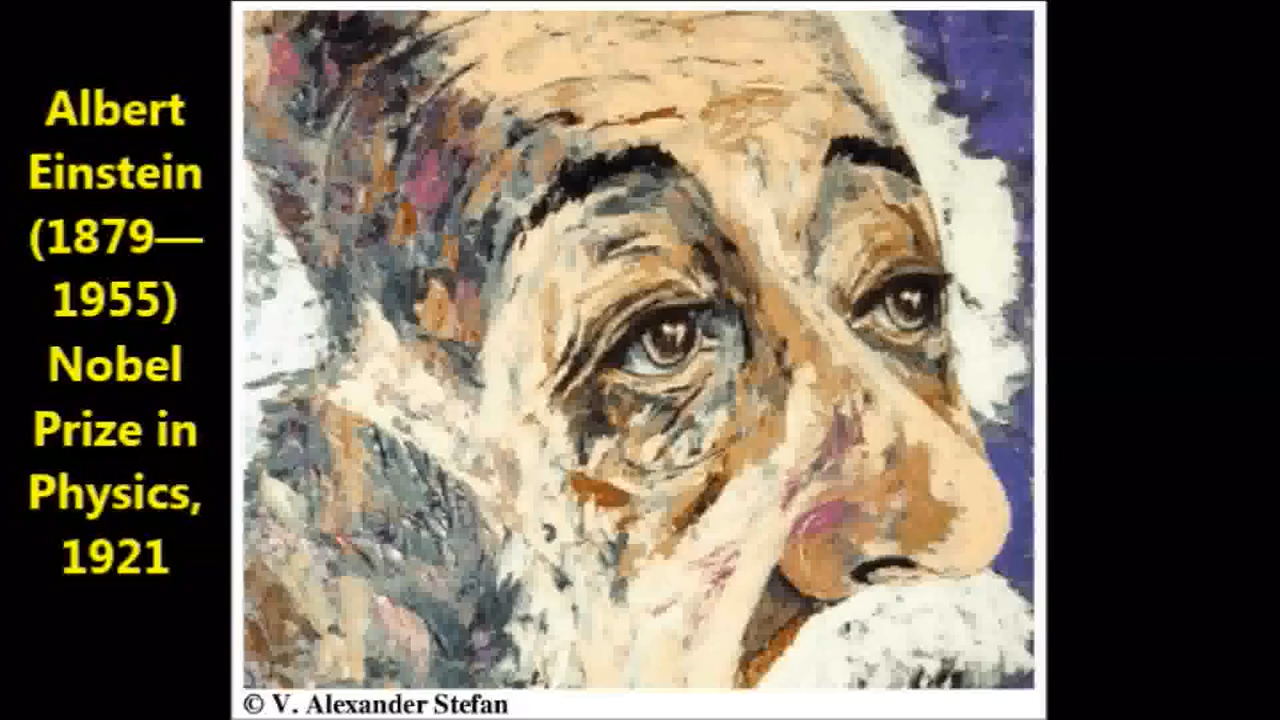 Albert
Einstein
(1879—
1955)
Nobel
Prize in
Physics,
1921
© V. Alexander Stefan